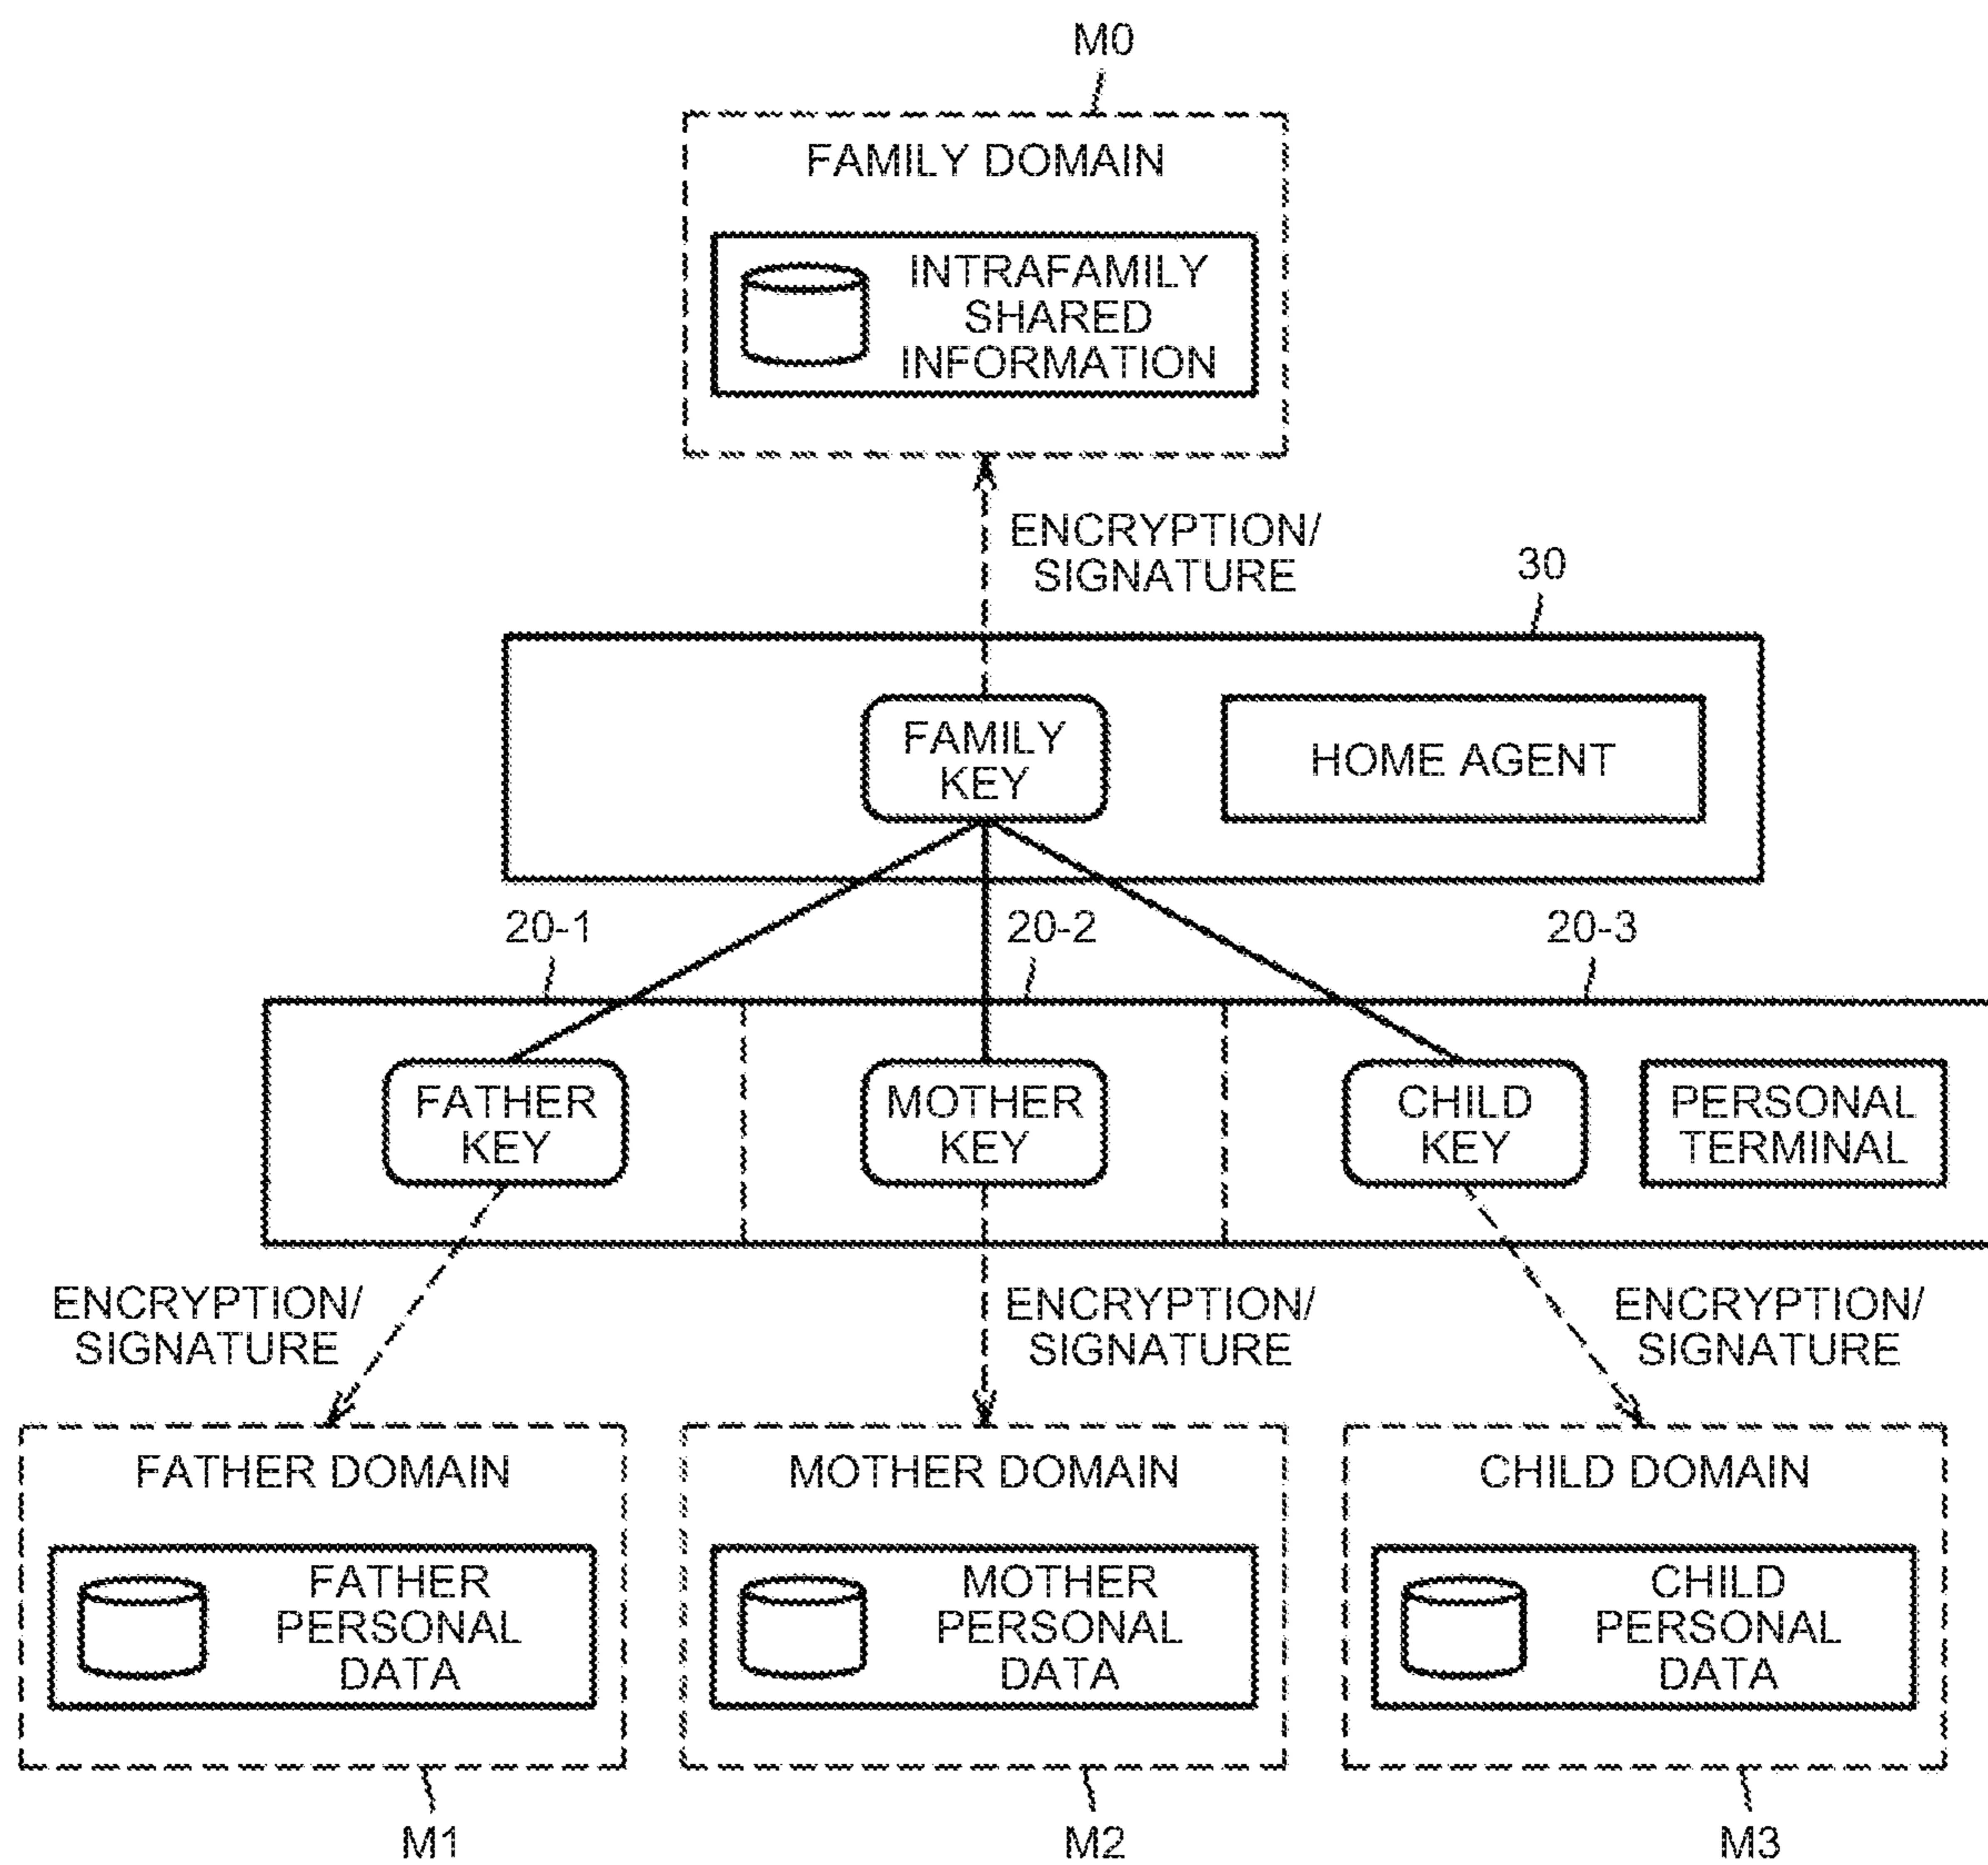 M0
FAMILY DOMAIN
INTRAFAMILY
SHARED
INFORMATION
ENCRYPTION/
SIGNATURE
30
FAMILY
KEY
HOME AGENT
20-1
20-2
20-3
FATHER
KEY
MOTHER
KEY
CHILD
KEY
PERSONAL
TERMINAL
ENCRYPTION/
SIGNATURE
ENCRYPTION/
SIGNATURE
ENCRYPTION/
SIGNATURE
FATHER DOMAIN
FATHER
PERSONAL
DATA
MOTHER DOMAIN
MOTHER
PERSONAL
DATA
CHILD DOMAIN
CHILD
PERSONAL
DATA
M1
M2
M3